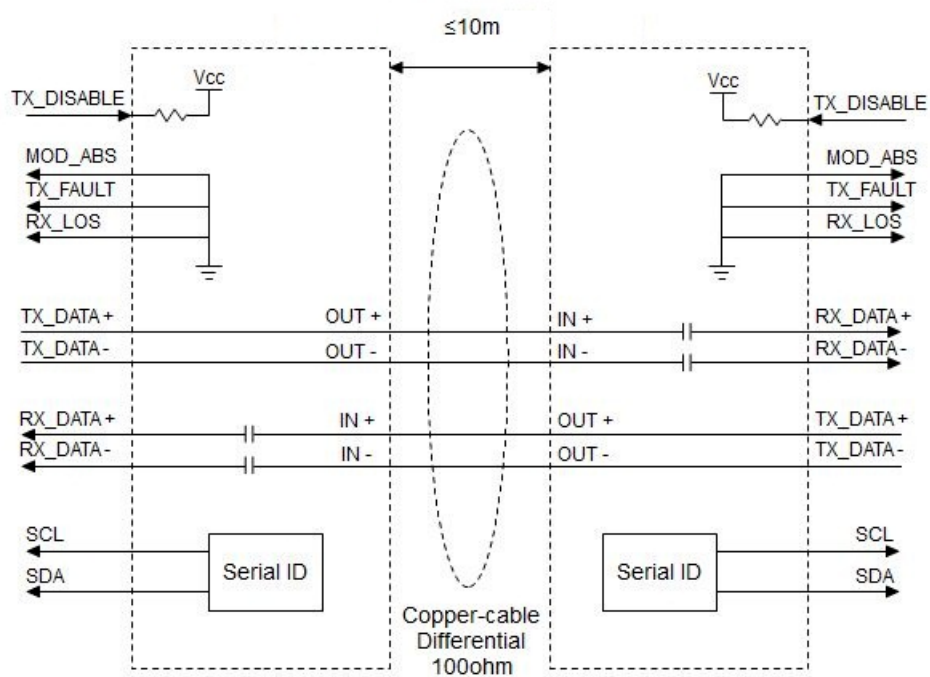 ≤10m
Vcc
Vcc
TX_DISABLE
TX_DISABLE
MOD_ABS
MOD_ABS
TX_FAULT
TX_FAULT
RX_LOS
RX_LOS
TX_DATA+ OUT + IN + RX_DATA+
TX_DATA- OUT - IN - RX_DATA-
RX_DATA+ IN + OUT + TX_DATA+
RX_DATA- IN - OUT - TX_DATA-
SCL
SCL
Serial ID
Serial ID
SDA
SDA
Copper-cable
Differential
100ohm